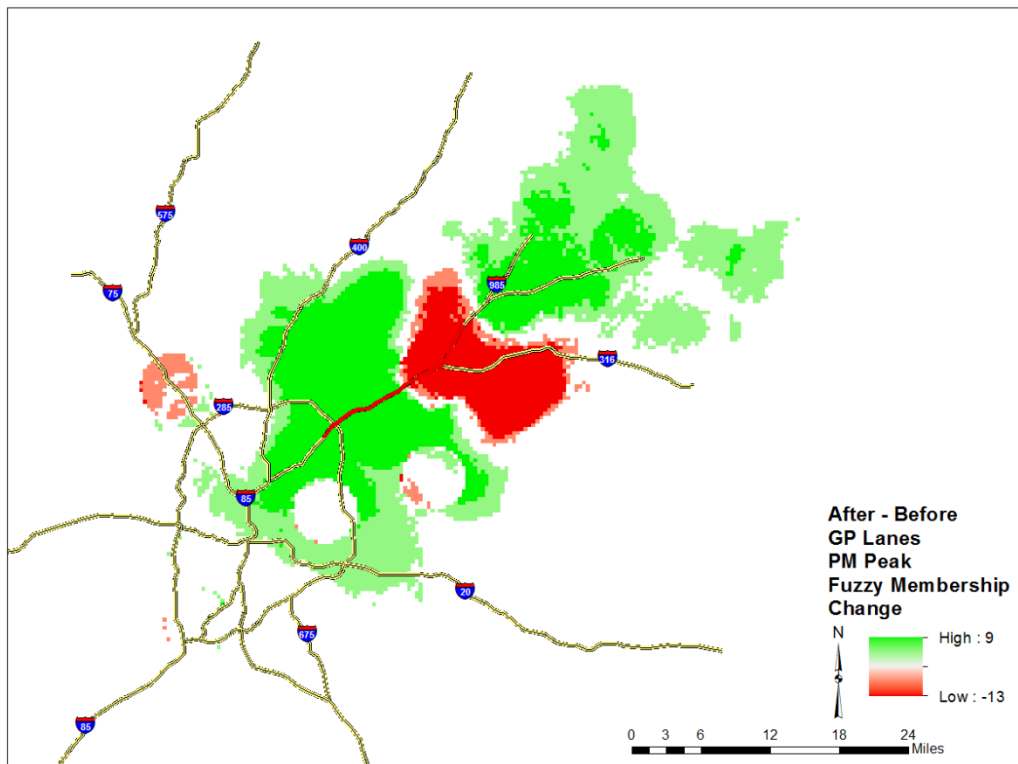 575
400
75
985
316
285
85
20
675
85
After - Before
GP Lanes
PM Peak
Fuzzy Membership
Change
N
High : 9
Low : -13
0 3 6 12 18 24
Miles